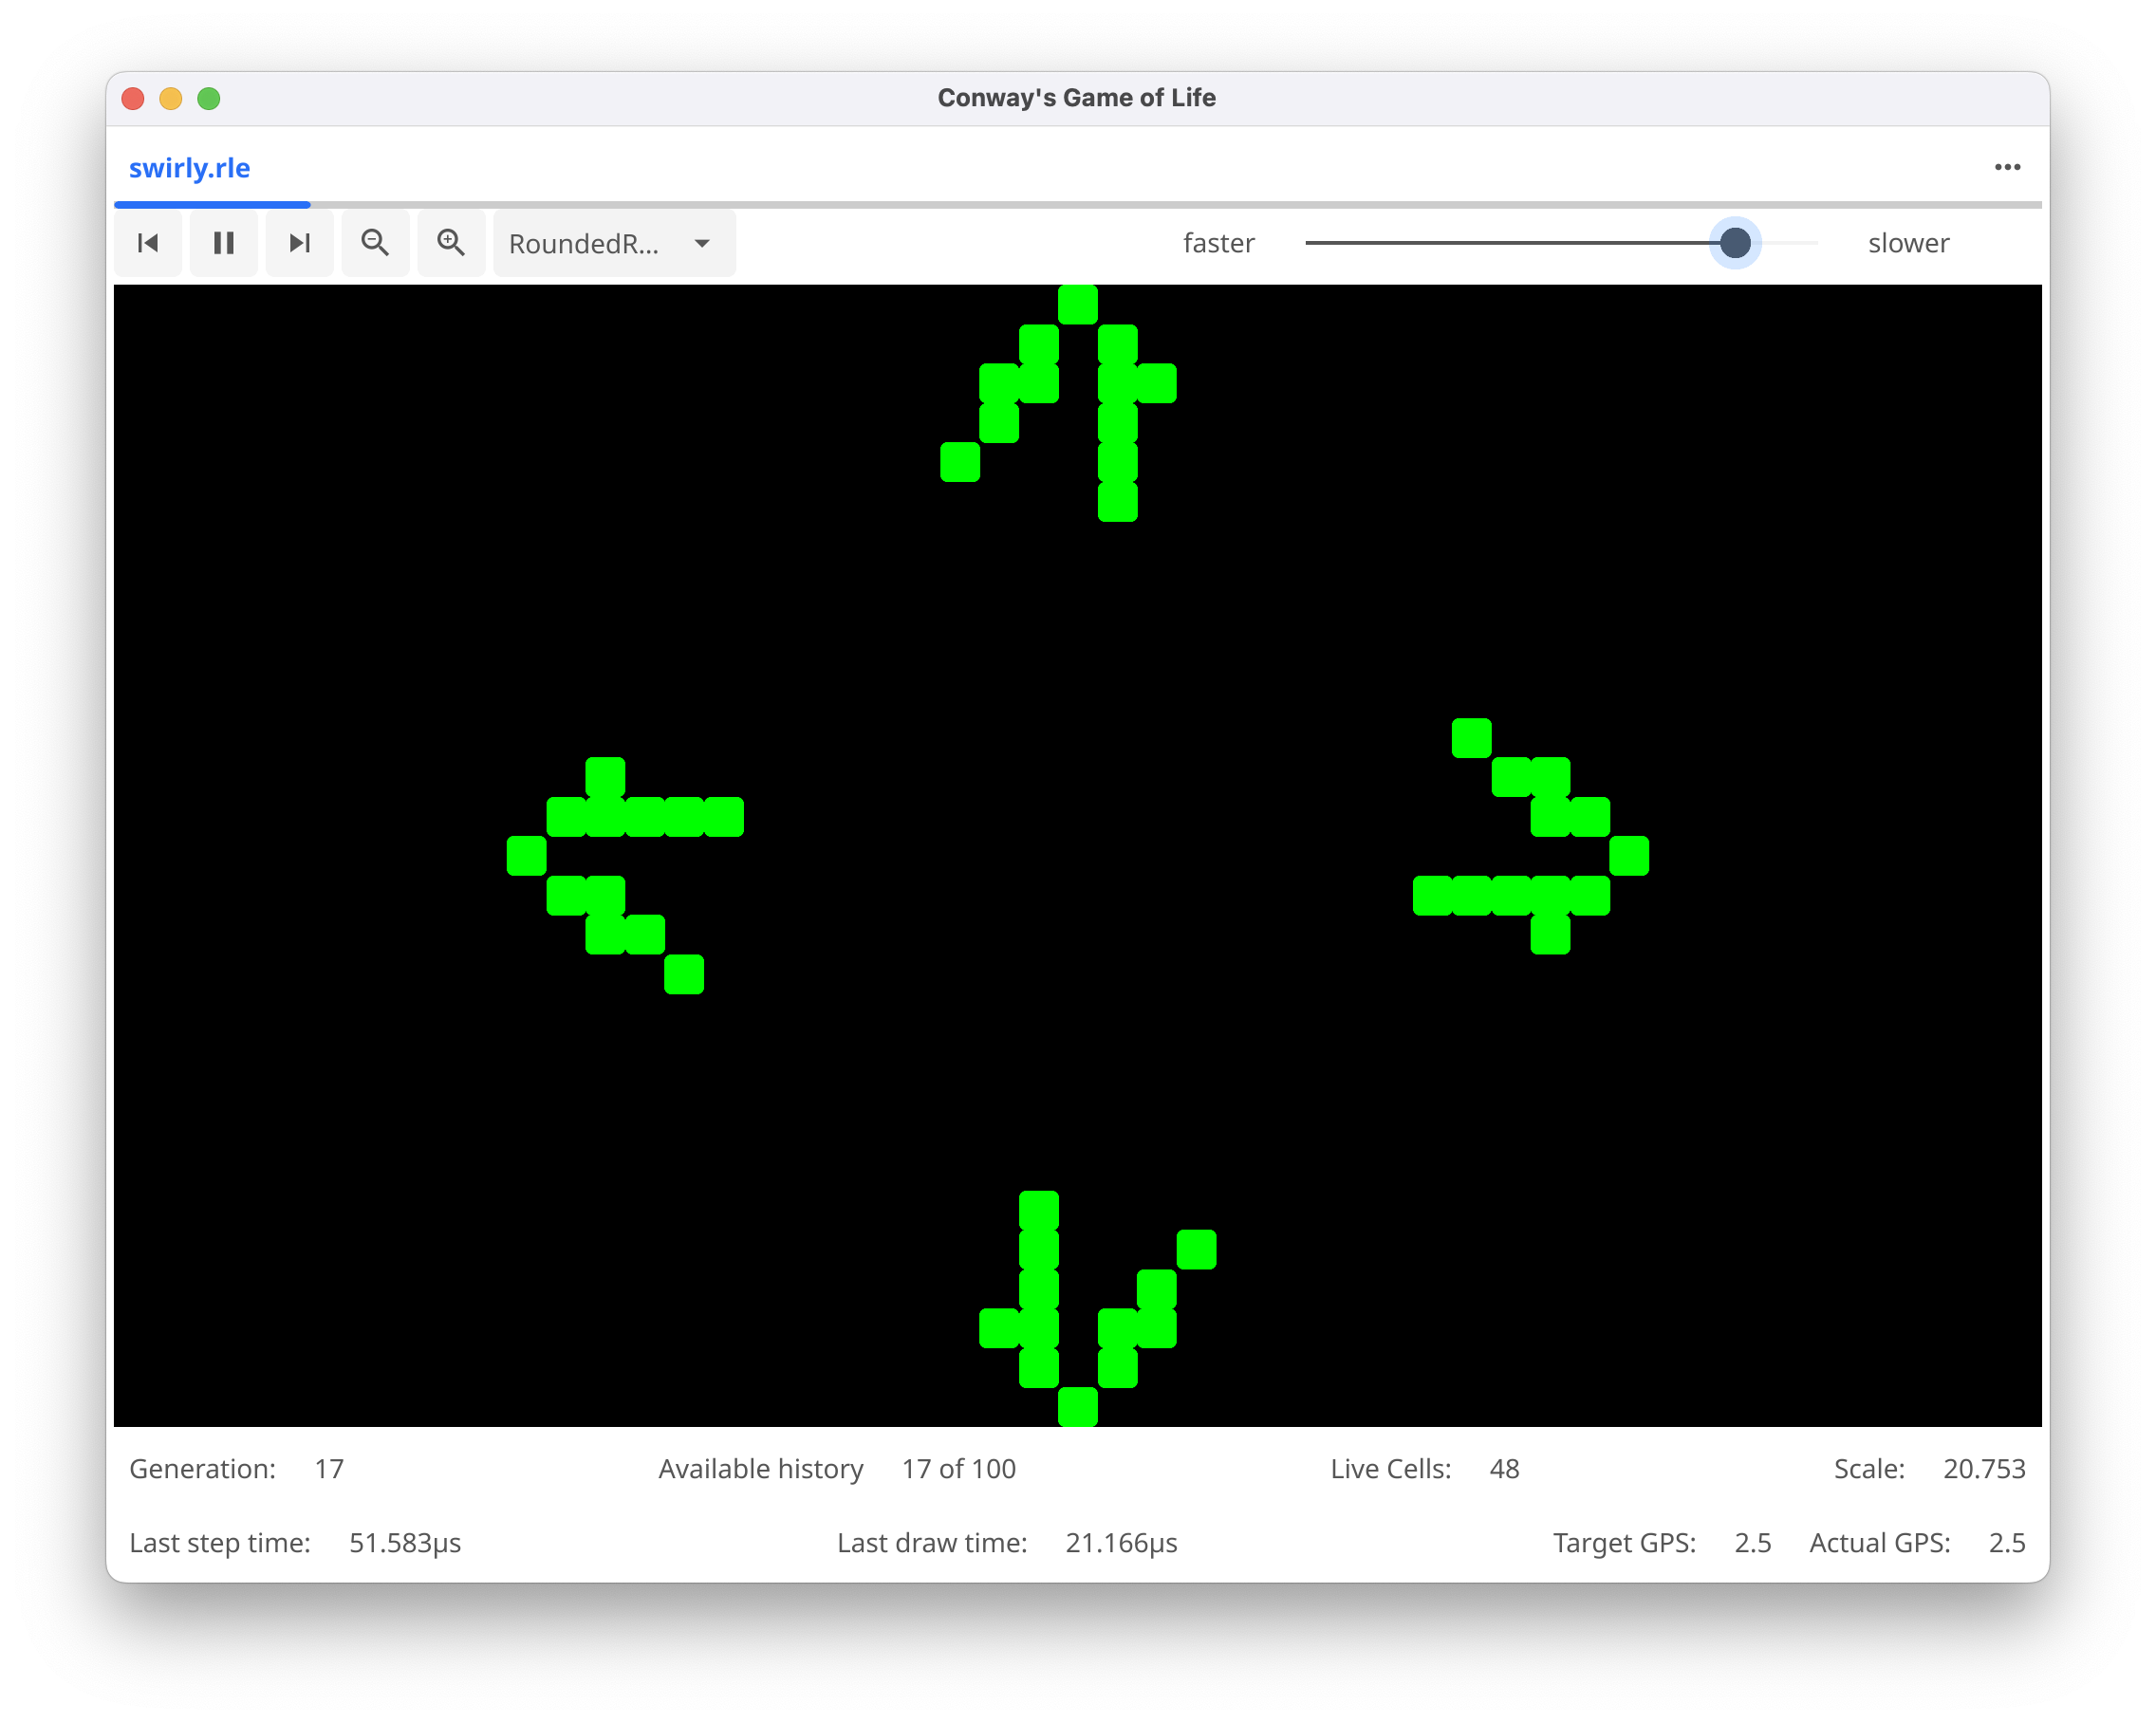 Conway's Game of Life
swirly.rle
RoundedR... faster slower
Generation: 17 Available history 17 of 100 Live Cells: 48 Scale: 20.753
Last step time: 51.583µs Last draw time: 21.166µs Target GPS: 2.5 Actual GPS: 2.5